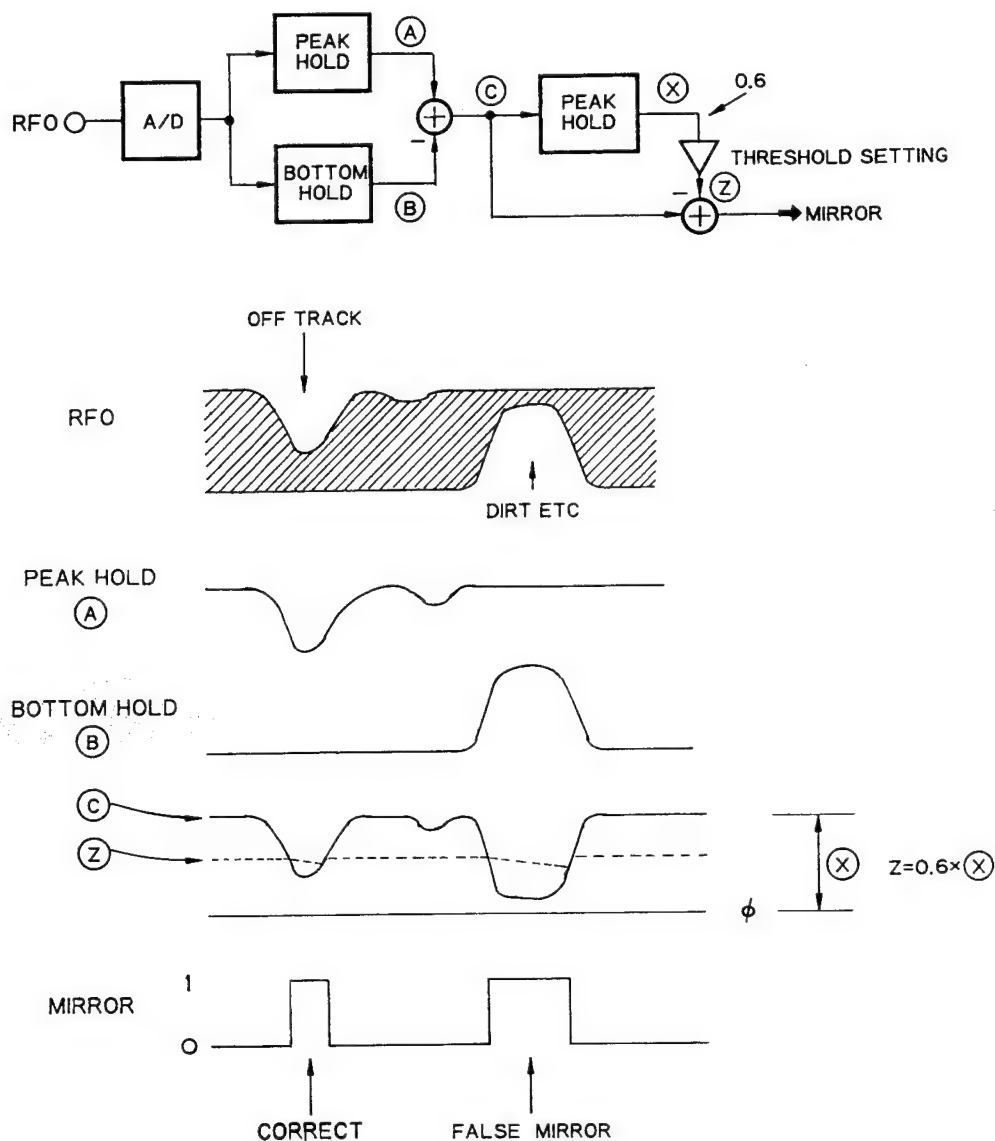 PEAK
HOLD
A
RFO
A/D
C
PEAK
HOLD
X
0.6
+
−
BOTTOM
HOLD
B
THRESHOLD SETTING
−
Z
+
MIRROR
OFF TRACK
RFO
DIRT ETC
PEAK HOLD
A
BOTTOM HOLD
B
C
Z
X
Z=0.6×X
φ
1
MIRROR
0
CORRECT
FALSE MIRROR